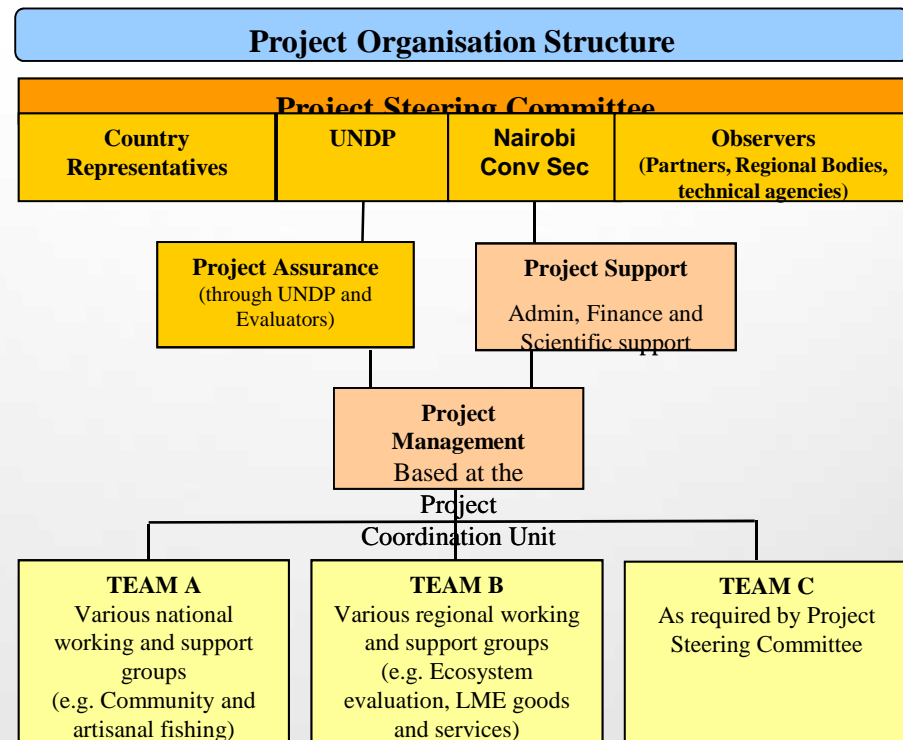 Project Organisation Structure
Project Steering Committee
Country
Representatives
UNDP
Nairobi
Conv Sec
Observers
(Partners, Regional Bodies,
technical agencies)
Project Assurance
(through UNDP and
Evaluators)
Project Support
Admin, Finance and
Scientific support
Project
Management
Based at the
Project
Coordination Unit
TEAM A
Various national
working and support
groups
(e.g. Community and
artisanal fishing)
TEAM B
Various regional working
and support groups
(e.g. Ecosystem
evaluation, LME goods
and services)
TEAM C
As required by Project
Steering Committee